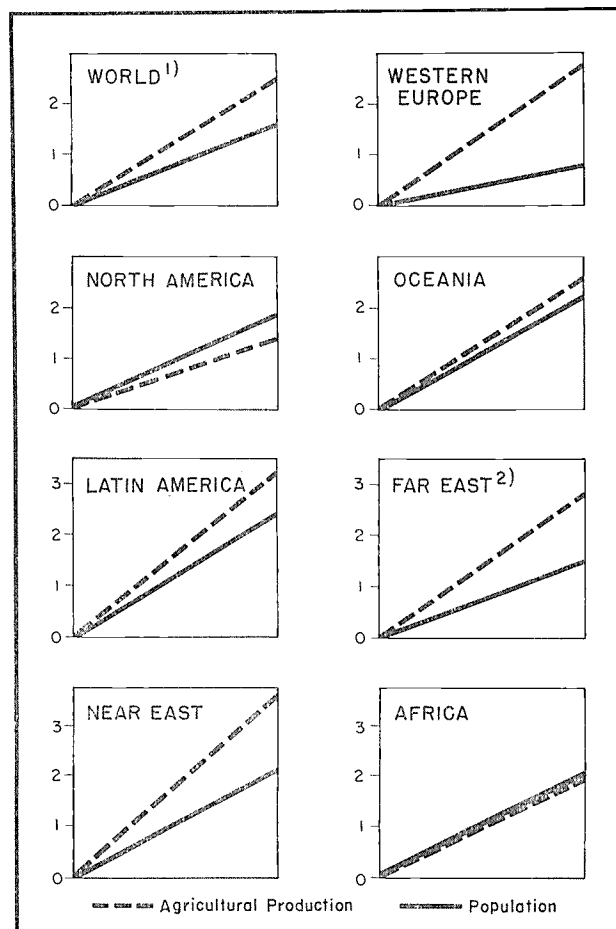 WORLD 1)
2
1
0
WESTERN
EUROPE
2
1
0
NORTH AMERICA
2
1
0
OCEANIA
2
1
0
LATIN AMERICA
3
2
1
0
FAR EAST 2)
3
2
1
0
NEAR EAST
3
2
1
0
AFRICA
3
2
1
0
Agricultural Production Population